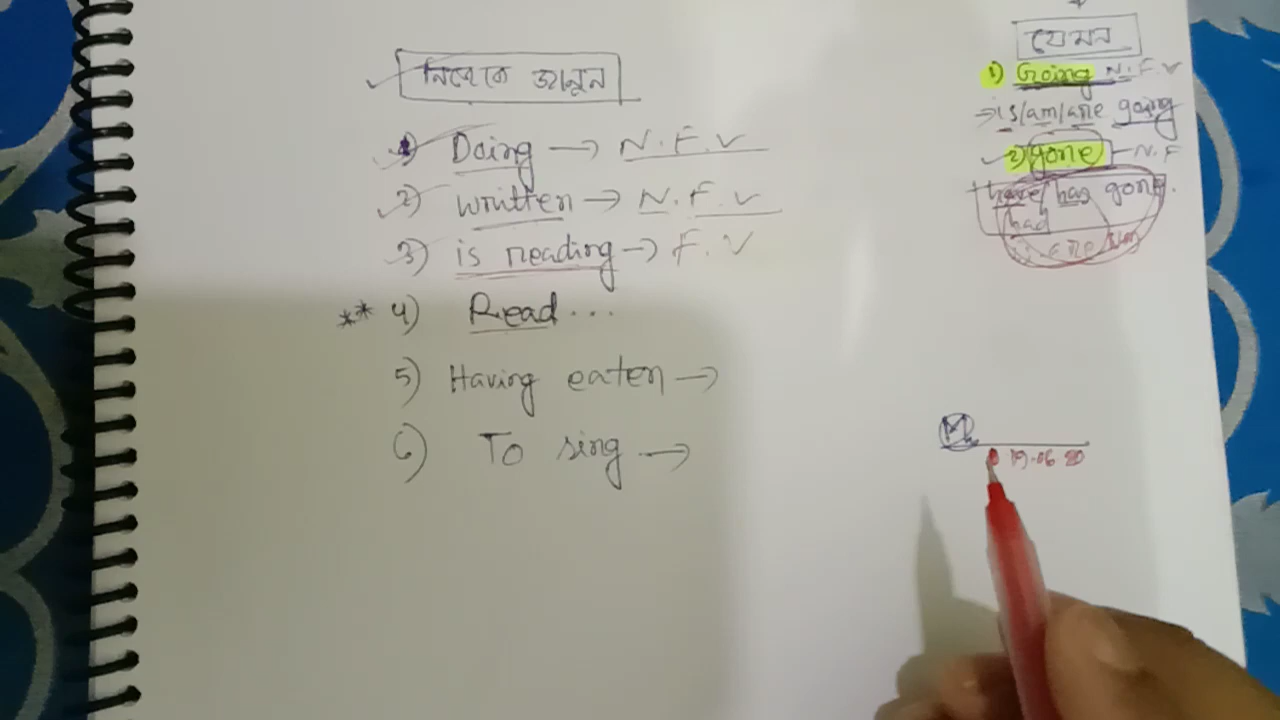 নিজেকে জানুন
1) Doing → N.F.V
2) written → N.F.V
3) is reading → F.V
** 4) Read...
5) Having eaten →
6) To sing →
যেমন
1) Going N.F.V
→ is/am/are going
2) gone — N.F
have/has gone.
had
19.06.20